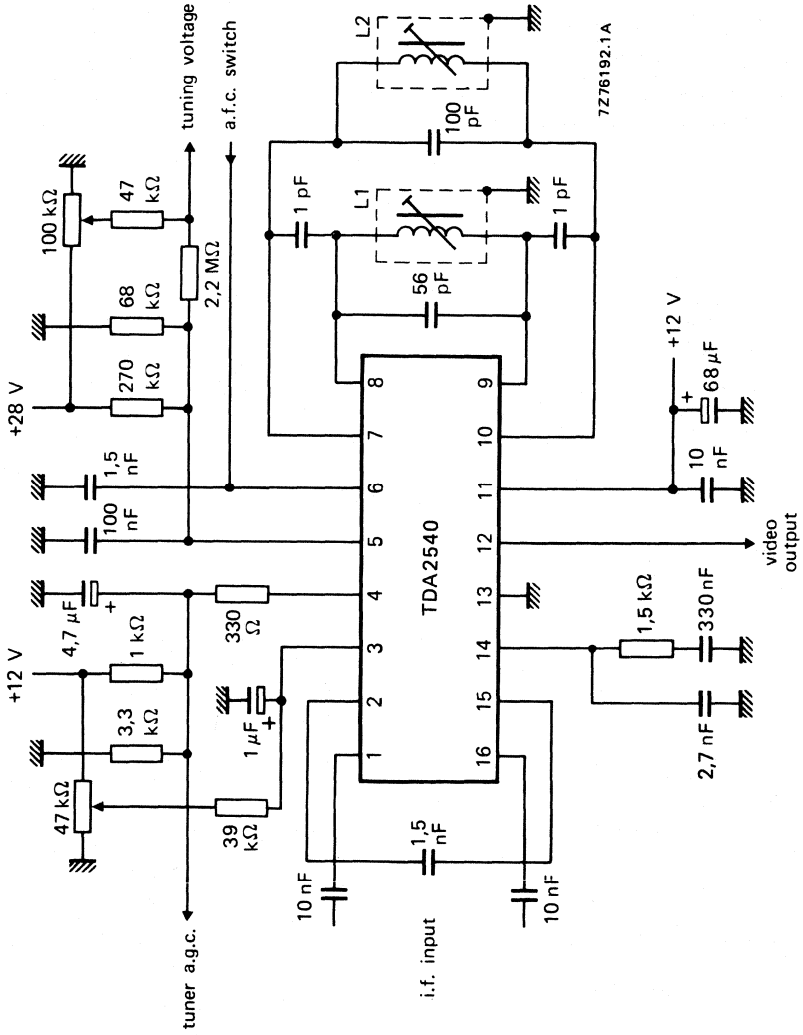 +12 V
+28 V
47 kΩ
3,3
kΩ
1 kΩ
4,7 μF
+
100
nF
1,5
nF
270
kΩ
68
kΩ
100 kΩ
47
kΩ
tuner a.g.c.
tuning voltage
2,2 MΩ
a.f.c. switch
39
kΩ
1 μF
+
330
Ω
10 nF
i.f. input
10 nF
1,5
nF
1
2
3
4
5
6
7
8
TDA2540
16
15
14
13
12
11
10
9
1 pF
56
pF
L1
1 pF
100
pF
L2
2,7 nF
1,5 kΩ
330 nF
video
output
10
nF
+
68 μF
+12 V
7Z76192.1A